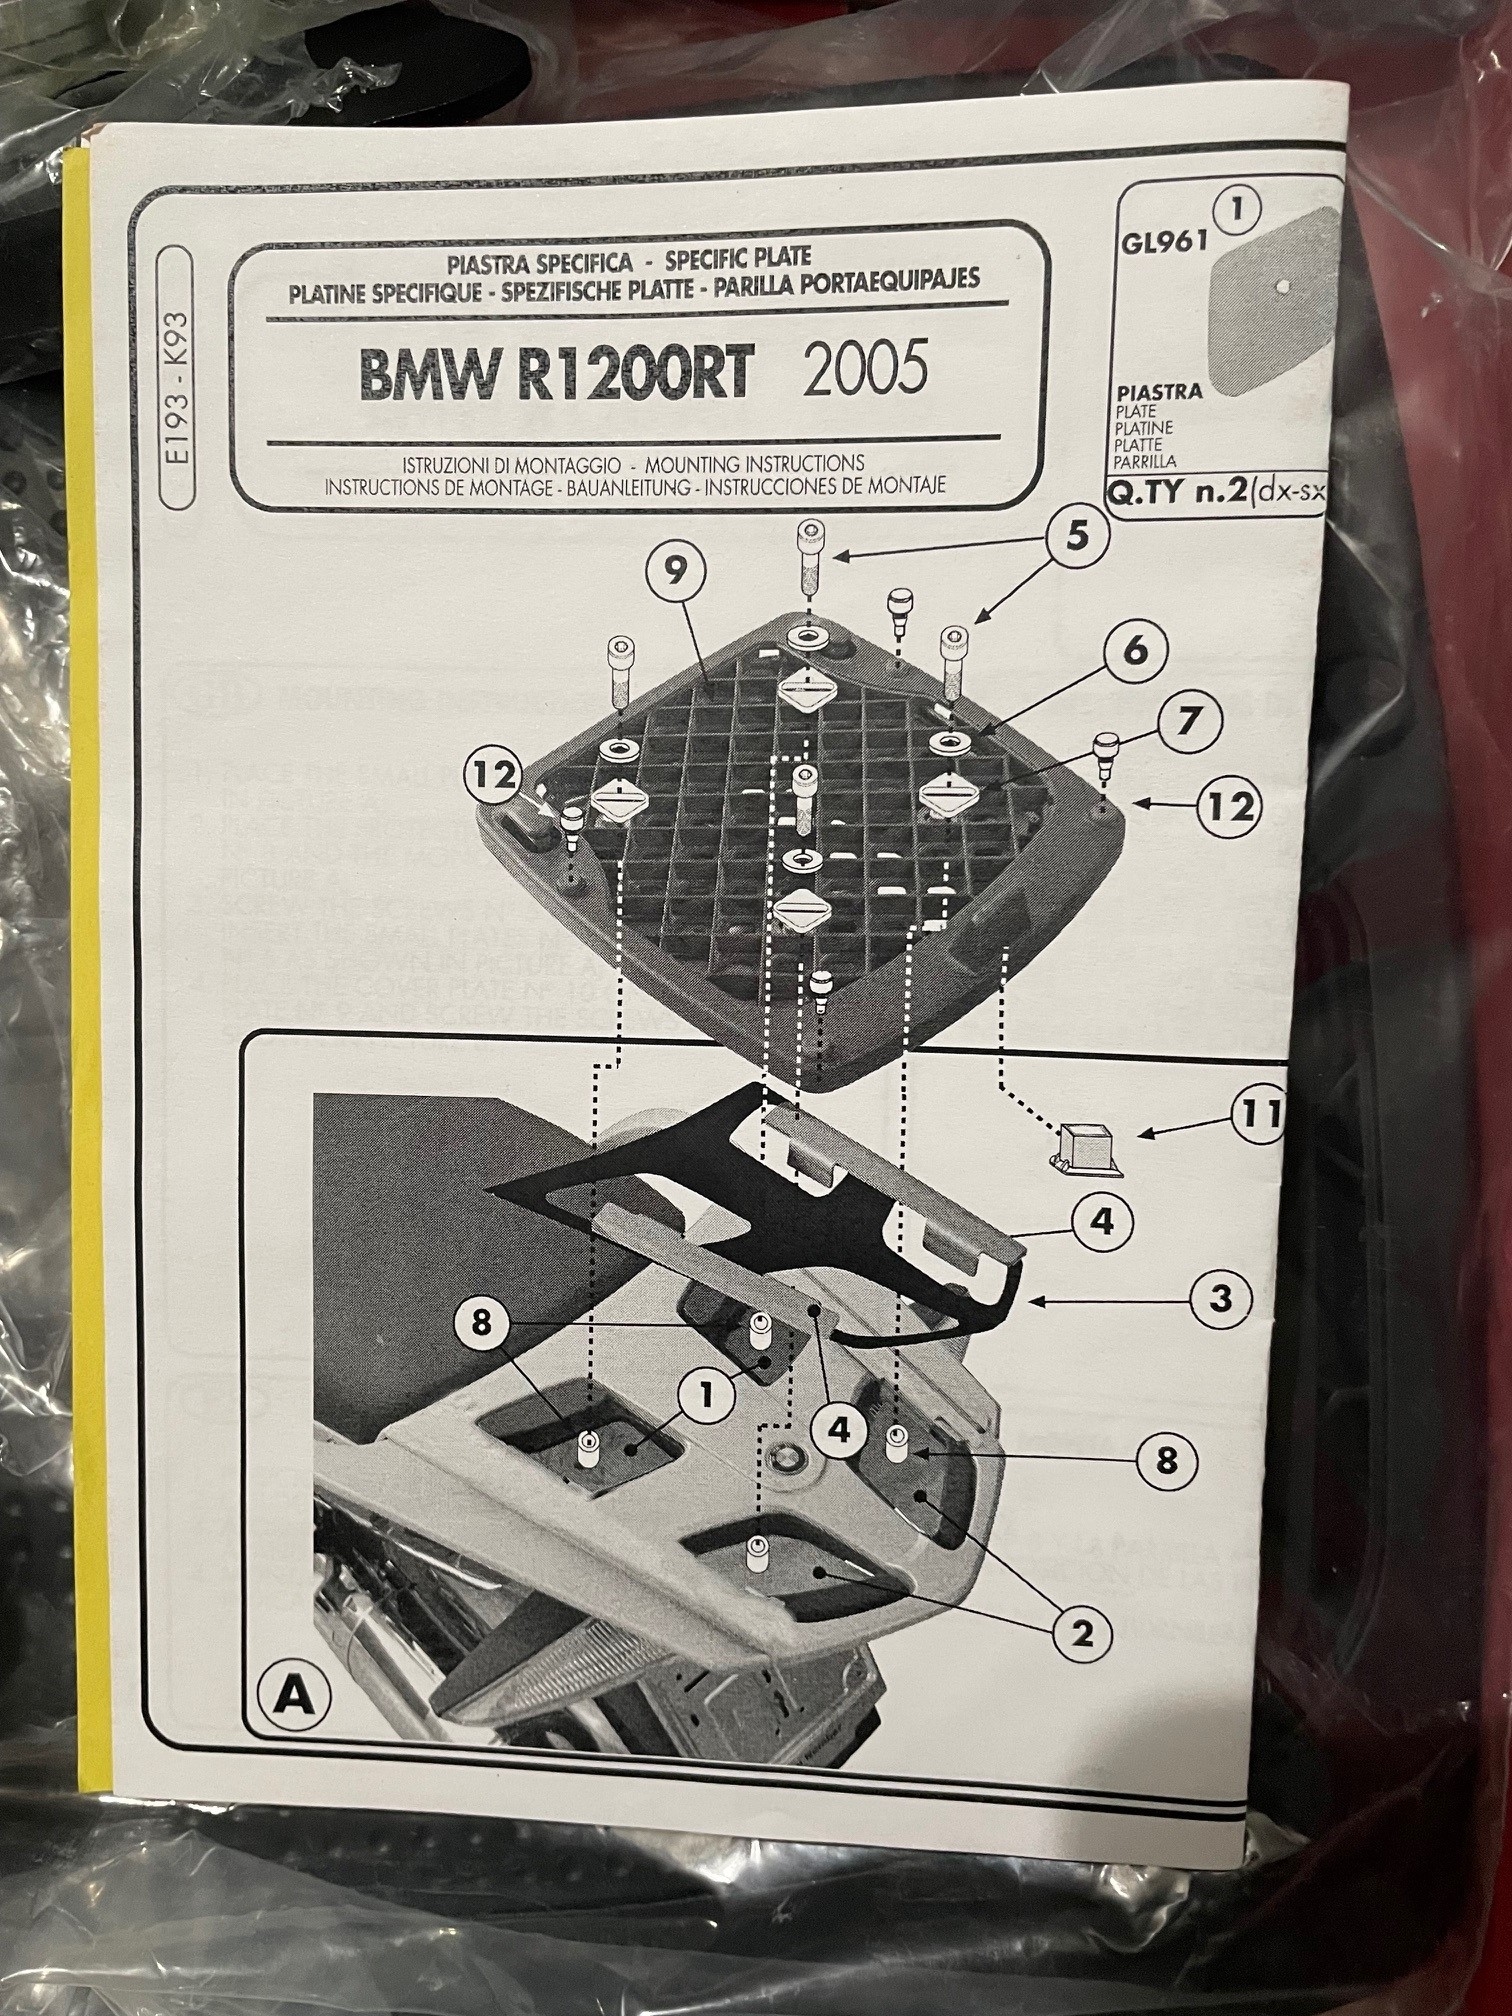 E193 - K93
PIASTRA SPECIFICA - SPECIFIC PLATE
PLATINE SPECIFIQUE - SPEZIFISCHE PLATTE - PARILLA PORTAEQUIPAJES
BMW R1200RT 2005
ISTRUZIONI DI MONTAGGIO - MOUNTING INSTRUCTIONS
INSTRUCTIONS DE MONTAGE - BAUANLEITUNG - INSTRUCCIONES DE MONTAJE
1
GL961
PIASTRA
PLATE
PLATINE
PLATTE
PARRILLA
Q.TY n.2(dx-sx
5
9
6
7
12
12
11
4
3
8
1
4
8
2
A